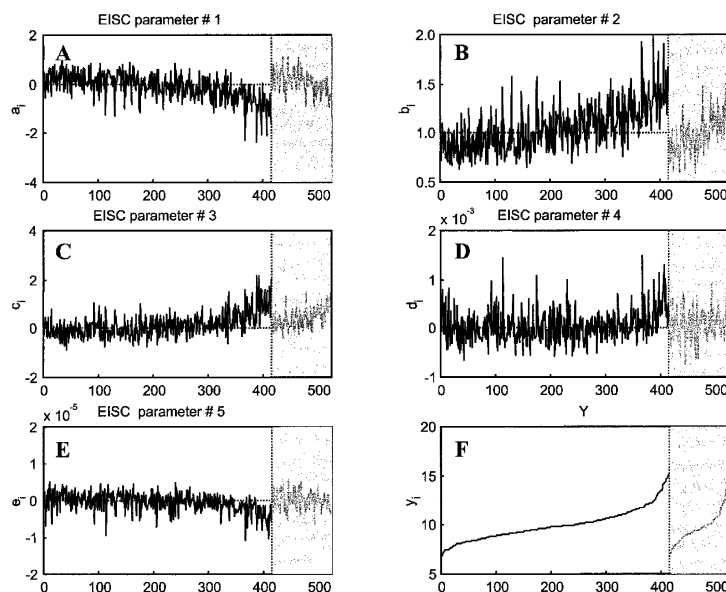 EISC parameter # 1
A
2
0
-2
-4
a_i
0 100 200 300 400 500
EISC parameter # 2
B
2.0
1.5
1.0
0.5
b_i
0 100 200 300 400 500
EISC parameter # 3
C
4
2
0
-2
c_i
0 100 200 300 400 500
x 10^-3
EISC parameter # 4
D
2
1
0
-1
d_i
0 100 200 300 400 500
x 10^-5
EISC parameter # 5
E
2
1
0
-1
-2
e_i
0 100 200 300 400 500
Y
F
20
15
10
5
y_i
0 100 200 300 400 500